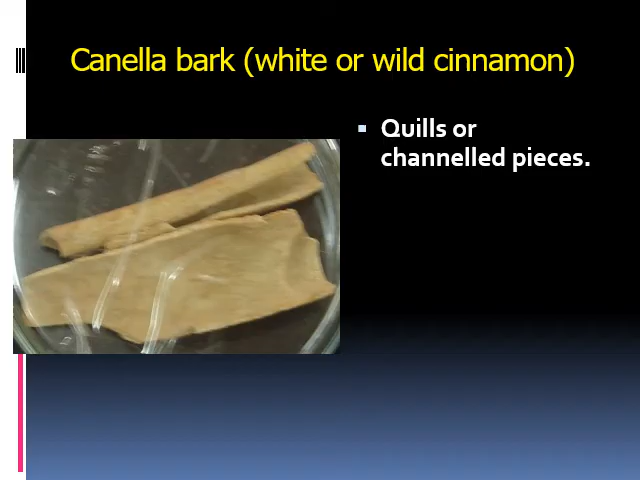 Canella bark (white or wild cinnamon)
Quills or
channelled pieces.